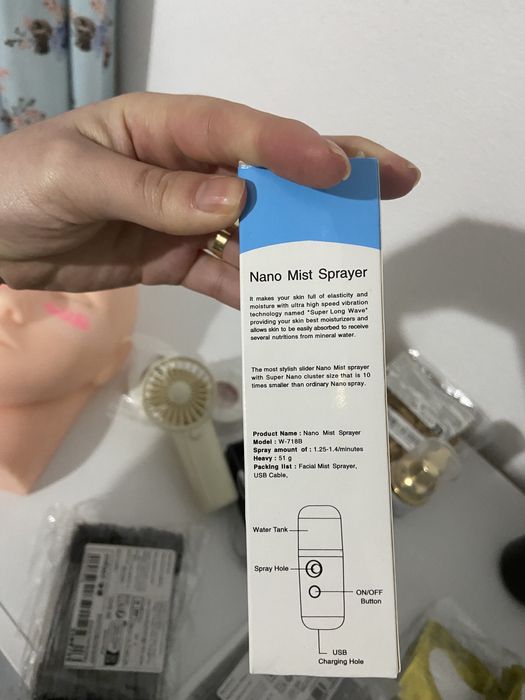 Nano Mist Sprayer
It makes your skin full of elasticity and
moisture with ultra high speed vibration
technology named "Super Long Wave"
providing your skin best moisturizers and
allows skin to be easily absorbed to receive
several nutritions from mineral water.
The most stylish slider Nano Mist sprayer
with Super Nano cluster size that is 10
times smaller than ordinary Nano spray.
Product Name : Nano Mist Sprayer
Model : W-718B
Spray amount of : 1.25-1.4/minutes
Heavy : 51 g
Packing list : Facial Mist Sprayer,
USB Cable,
Water Tank
Spray Hole
ON/OFF
Button
USB
Charging Hole